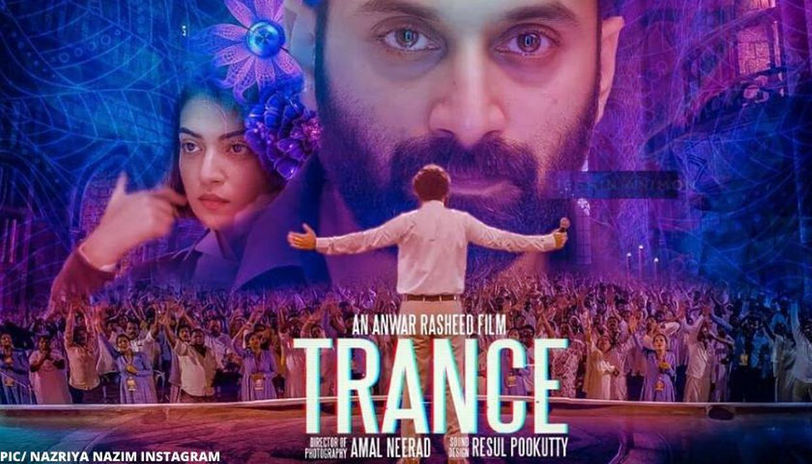 AN ANWAR RASHEED FILM
TRANCE
DIRECTOR OF PHOTOGRAPHY AMAL NEERAD
SOUND DESIGN RESUL POOKUTTY
PIC/ NAZRIYA NAZIM INSTAGRAM